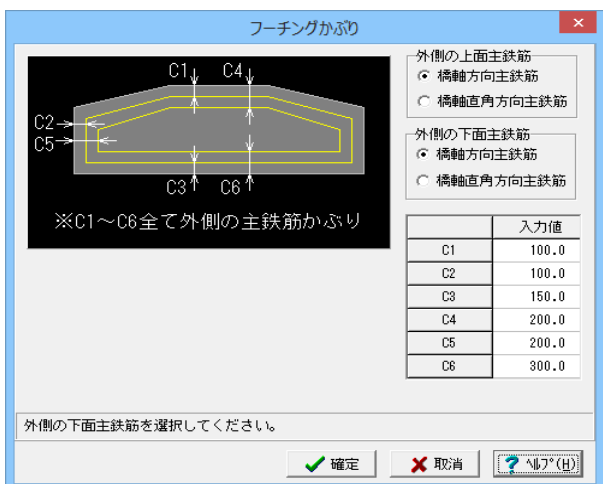 フーチングかぶり
×
C1 C4
C2
C5
C3 C6
※C1～C6全て外側の主鉄筋かぶり
外側の上面主鉄筋
橋軸方向主鉄筋
橋軸直角方向主鉄筋
外側の下面主鉄筋
橋軸方向主鉄筋
橋軸直角方向主鉄筋
入力値
C1 100.0
C2 100.0
C3 150.0
C4 200.0
C5 200.0
C6 300.0
外側の下面主鉄筋を選択してください。
確定 取消 ? ﾍﾙﾌﾟ(H)